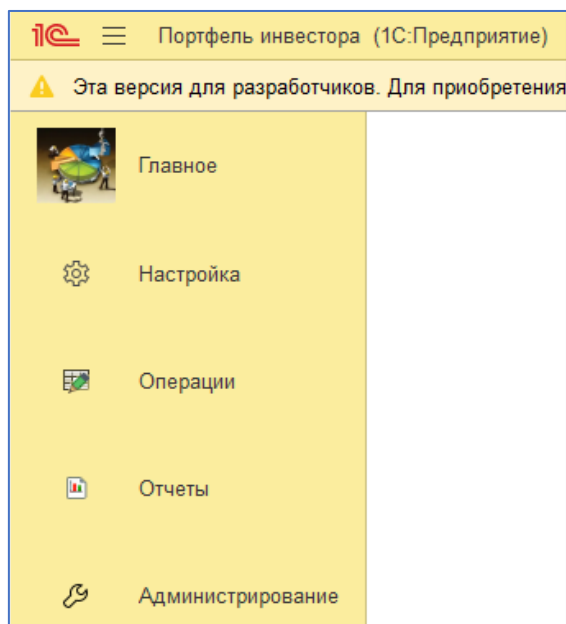 1С Портфель инвестора (1С:Предприятие)
Эта версия для разработчиков. Для приобретения
Главное
Настройка
Операции
Отчеты
Администрирование